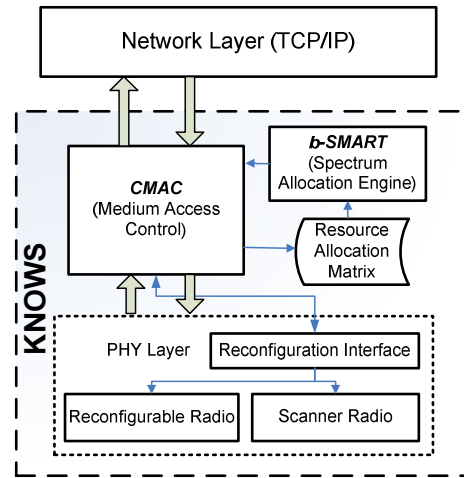 Network Layer (TCP/IP)
b-SMART
(Spectrum
Allocation Engine)
CMAC
(Medium Access
Control)
Resource
Allocation
Matrix
KNOWS
PHY Layer
Reconfiguration Interface
Reconfigurable Radio
Scanner Radio